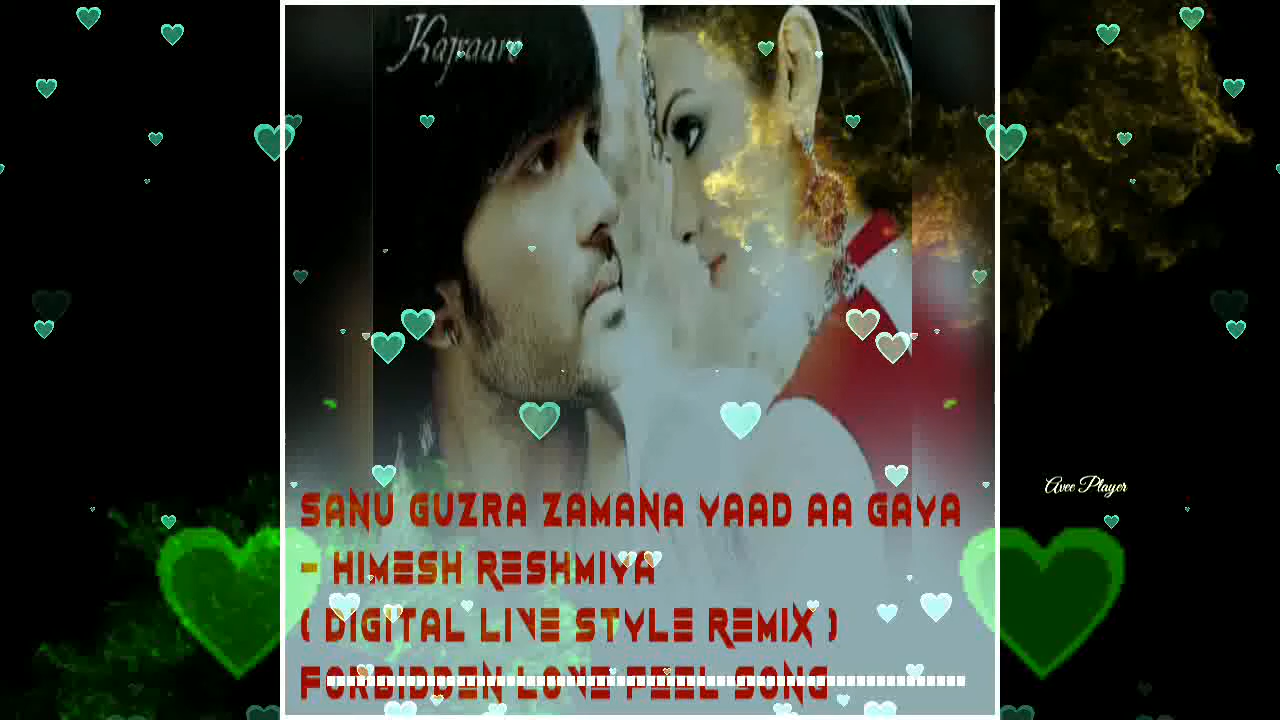 Kajraare
SANU GUZRA ZAMANA YAAD AA GAYA
- HIMESH RESHMIYA
( DIGITAL LIVE STYLE REMIX )
FORBIDDEN LOVE FEEL SONG
Avee Player